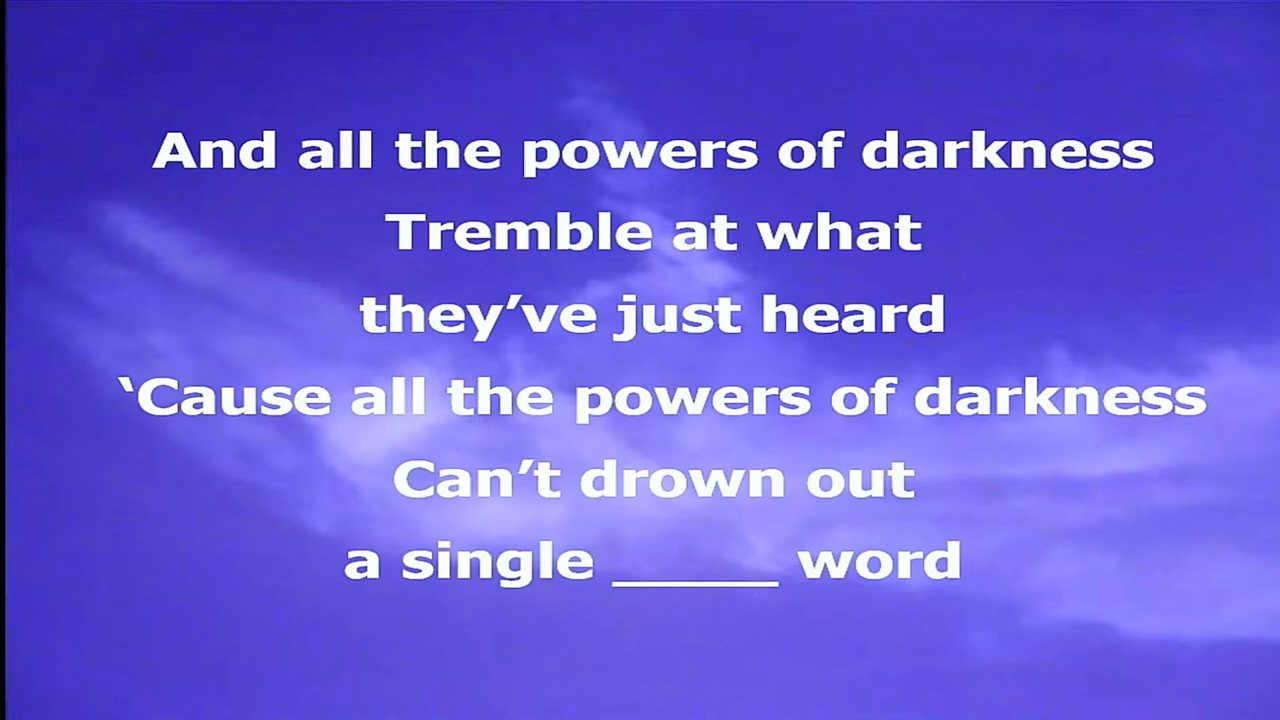 And all the powers of darkness
Tremble at what
they’ve just heard
‘Cause all the powers of darkness
Can’t drown out
a single _____ word